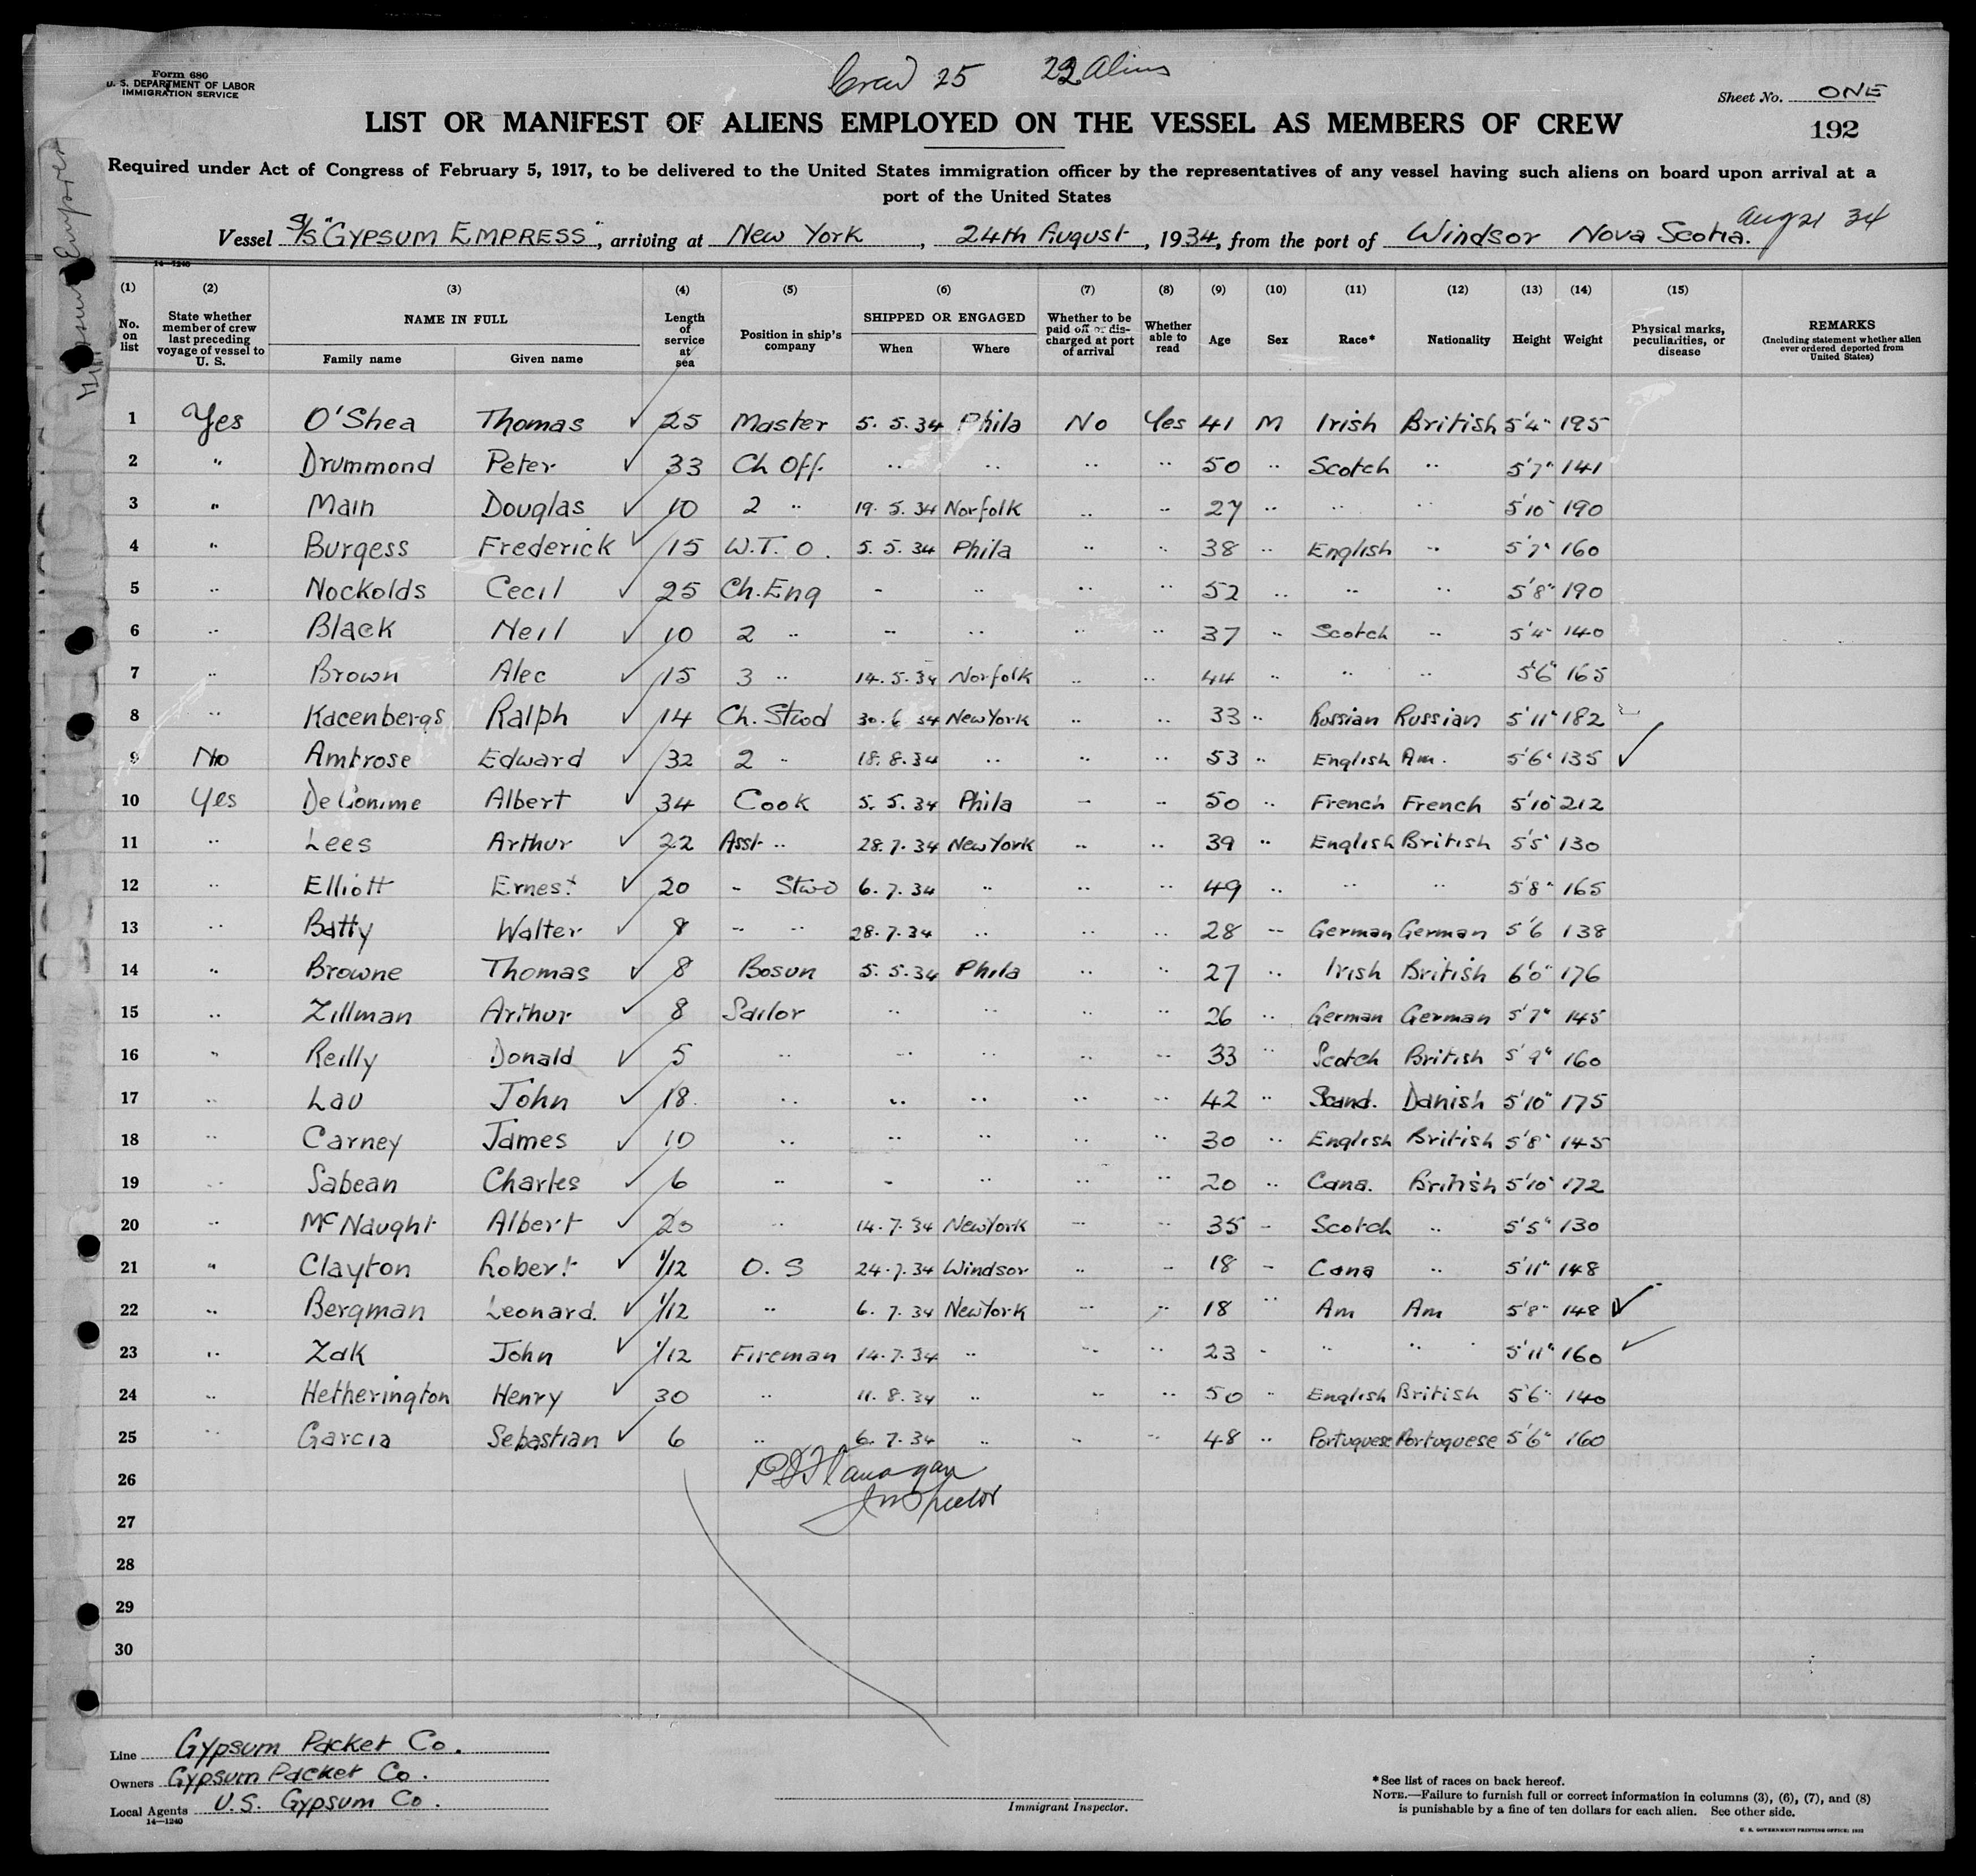 Form 680
U. S. DEPARTMENT OF LABOR
IMMIGRATION SERVICE
Crew 25 22 Aliens
Sheet No. ONE
192
LIST OR MANIFEST OF ALIENS EMPLOYED ON THE VESSEL AS MEMBERS OF CREW
Required under Act of Congress of February 5, 1917, to be delivered to the United States immigration officer by the representatives of any vessel having such aliens on board upon arrival at a
port of the United States
Aug 21 34
Vessel S/S "GYPSUM EMPRESS", arriving at New York, 24th August, 1934, from the port of Windsor Nova Scotia.
14—1240
(1) (2) (3) (4) (5) (6) (7) (8) (9) (10) (11) (12) (13) (14) (15)
No. on list State whether member of crew last preceding voyage of vessel to U. S. NAME IN FULL Family name Given name Length of service at sea Position in ship's company SHIPPED OR ENGAGED When Where Whether to be paid off or discharged at port of arrival Whether able to read Age Sex Race* Nationality Height Weight Physical marks, peculiarities, or disease REMARKS (Including statement whether alien ever ordered deported from United States)
1 Yes O'Shea Thomas ✓ 25 Master 5. 5. 34 Phila No Yes 41 M Irish British 5'4" 195
2 " Drummond Peter ✓ 33 Ch Off. " " " " 50 " Scotch " 5'7" 141
3 " Main Douglas ✓ 10 2 " 19. 5. 34 Norfolk " " 27 " " " 5'10" 190
4 " Burgess Frederick ✓ 15 W.T. O. 5. 5. 34 Phila " " 38 " English " 5'7" 160
5 " Nockolds Cecil ✓ 25 Ch. Eng " " " " 52 " " " 5'8" 190
6 " Black Neil ✓ 10 2 " " " " " 37 " Scotch " 5'4" 140
7 " Brown Alec ✓ 15 3 " 14. 5. 34 Norfolk " " 44 " " " 5'6" 165
8 " Kacenbergs Ralph ✓ 14 Ch. Stwd 30. 6 34 New York " " 33 " Russian Russian 5'11" 182
9 No Ambrose Edward ✓ 32 2 " 18. 8. 34 " " " 53 " English Am. 5'6" 135 ✓
10 Yes DeConime Albert ✓ 34 Cook 5. 5. 34 Phila " " 50 " French French 5'10" 212
11 " Lees Arthur ✓ 22 Asst " 28. 7. 34 New York " " 39 " English British 5'5" 130
12 " Elliott Ernest ✓ 20 " Stwd 6. 7. 34 " " " 49 " " " 5'8" 165
13 " Batty Walter ✓ 8 " " 28. 7. 34 " " " 28 " German German 5'6 138
14 " Browne Thomas ✓ 8 Bosun 5. 5. 34 Phila " " 27 " Irish British 6'0" 176
15 " Zillman Arthur ✓ 8 Sailor " " " " 26 " German German 5'7" 145
16 " Reilly Donald ✓ 5 " " " " " 33 " Scotch British 5'9" 160
17 " Lau John ✓ 18 " " " " " 42 " Scand. Danish 5'10" 175
18 " Carney James ✓ 10 " " " " " 30 " English British 5'8" 145
19 " Sabean Charles ✓ 6 " " " " " 20 " Cana. British 5'10" 172
20 " McNaught Albert ✓ 20 " 14. 7. 34 New York " " 35 " Scotch " 5'5" 130
21 " Clayton Robert ✓ 1/12 O. S 24. 7. 34 Windsor " " 18 " Cana " 5'11" 148
22 " Bergman Leonard. ✓ 1/12 " 6. 7. 34 New York " " 18 " Am Am 5'8" 148 ✓
23 " Zak John ✓ 1/12 Fireman 14. 7. 34 " " " 23 " " " 5'11" 160 ✓
24 " Hetherington Henry ✓ 30 " 11. 8. 34 " " " 50 " English British 5'6" 140
25 " Garcia Sebastian ✓ 6 " 6. 7. 34 " " " 48 " Portuguese Portuguese 5'6" 160
26 Flanagan
Inspector
27
28
29
30
Line Gypsum Packet Co.
Owners Gypsum Packet Co.
Local Agents U.S. Gypsum Co.
14—1240
Immigrant Inspector.
*See list of races on back hereof.
NOTE.—Failure to furnish full or correct information in columns (3), (6), (7), and (8)
is punishable by a fine of ten dollars for each alien. See other side.
U. S. GOVERNMENT PRINTING OFFICE: 1932